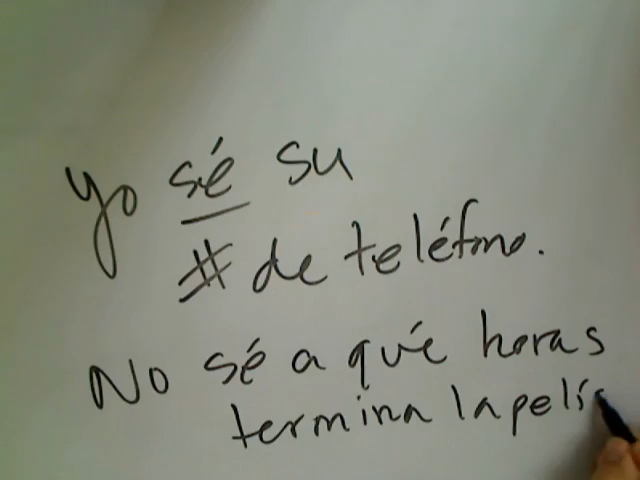 yo sé su
# de teléfono.
No sé a qué horas
termina la pelí